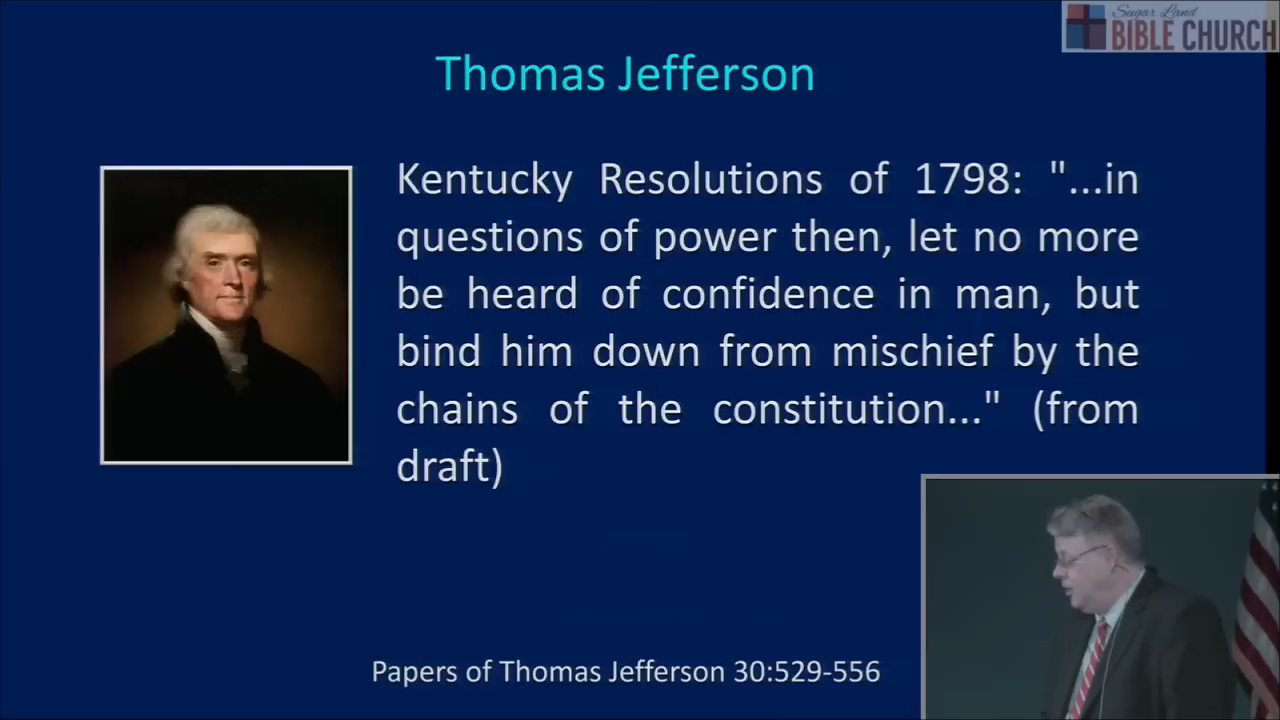 Sugar Land
BIBLE CHURCH
Thomas Jefferson
Kentucky Resolutions of 1798: "...in
questions of power then, let no more
be heard of confidence in man, but
bind him down from mischief by the
chains of the constitution..." (from
draft)
Papers of Thomas Jefferson 30:529-556